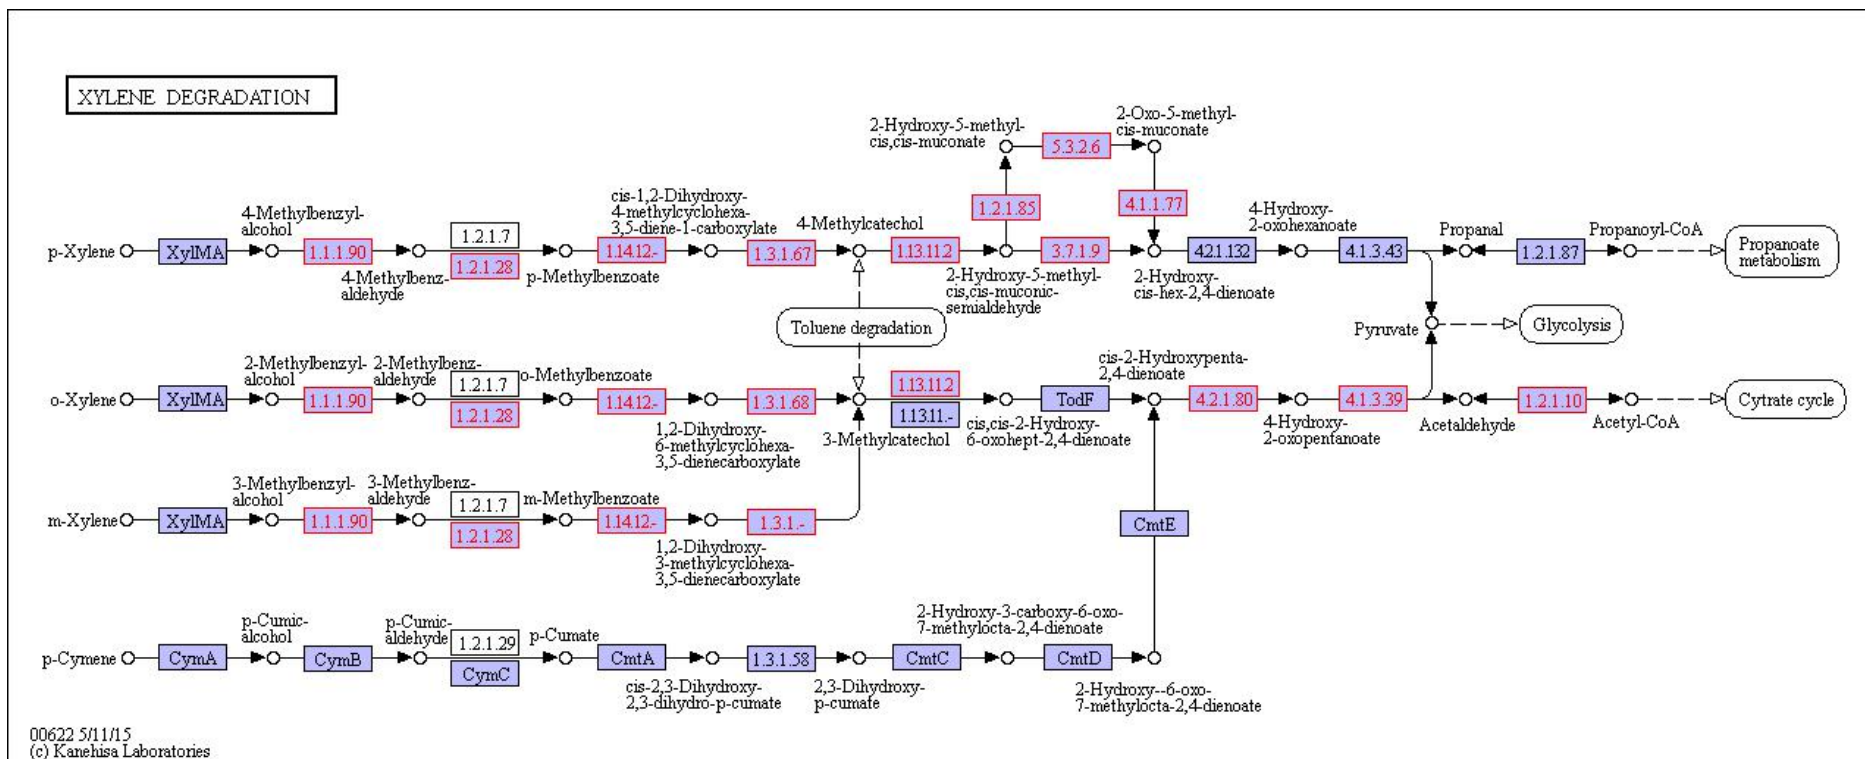 XYLENE DEGRADATION
2-Hydroxy-5-methyl-
cis,cis-muconate
5.3.2.6
2-Oxo-5-methyl-
cis-muconate
1.2.1.85
4.1.1.77
p-Xylene
XylMA
4-Methylbenzyl-
alcohol
1.1.1.90
4-Methylbenz-
aldehyde
1.2.1.7
1.2.1.28
p-Methylbenzoate
1.14.12.-
cis-1,2-Dihydroxy-
4-methylcyclohexa-
3,5-diene-1-carboxylate
1.3.1.67
4-Methylcatechol
1.13.11.2
2-Hydroxy-5-methyl-
cis,cis-muconic-
semialdehyde
3.7.1.9
2-Hydroxy-
cis-hex-2,4-dienoate
4.2.1.132
4-Hydroxy-
2-oxohexanoate
4.1.3.43
Propanal
1.2.1.87
Propanoyl-CoA
Propanoate
metabolism
Toluene degradation
Pyruvate
Glycolysis
o-Xylene
XylMA
2-Methylbenzyl-
alcohol
1.1.1.90
2-Methylbenz-
aldehyde
1.2.1.7
1.2.1.28
o-Methylbenzoate
1.14.12.-
1,2-Dihydroxy-
6-methylcyclohexa-
3,5-dienecarboxylate
1.3.1.68
3-Methylcatechol
1.13.11.2
1.13.11.-
cis,cis-2-Hydroxy-
6-oxohept-2,4-dienoate
TodF
cis-2-Hydroxypenta-
2,4-dienoate
4.2.1.80
4-Hydroxy-
2-oxopentanoate
4.1.3.39
Acetaldehyde
1.2.1.10
Acetyl-CoA
Cytrate cycle
m-Xylene
XylMA
3-Methylbenzyl-
alcohol
1.1.1.90
3-Methylbenz-
aldehyde
1.2.1.7
1.2.1.28
m-Methylbenzoate
1.14.12.-
1,2-Dihydroxy-
3-methylcyclohexa-
3,5-dienecarboxylate
1.3.1.-
CmtE
p-Cymene
CymA
p-Cumic-
alcohol
CymB
p-Cumic-
aldehyde
1.2.1.29
CymC
p-Cumate
CmtA
cis-2,3-Dihydroxy-
2,3-dihydro-p-cumate
1.3.1.58
2,3-Dihydroxy-
p-cumate
CmtC
2-Hydroxy-3-carboxy-6-oxo-
7-methylocta-2,4-dienoate
CmtD
2-Hydroxy--6-oxo-
7-methylocta-2,4-dienoate
00622 5/11/15
(c) Kanehisa Laboratories